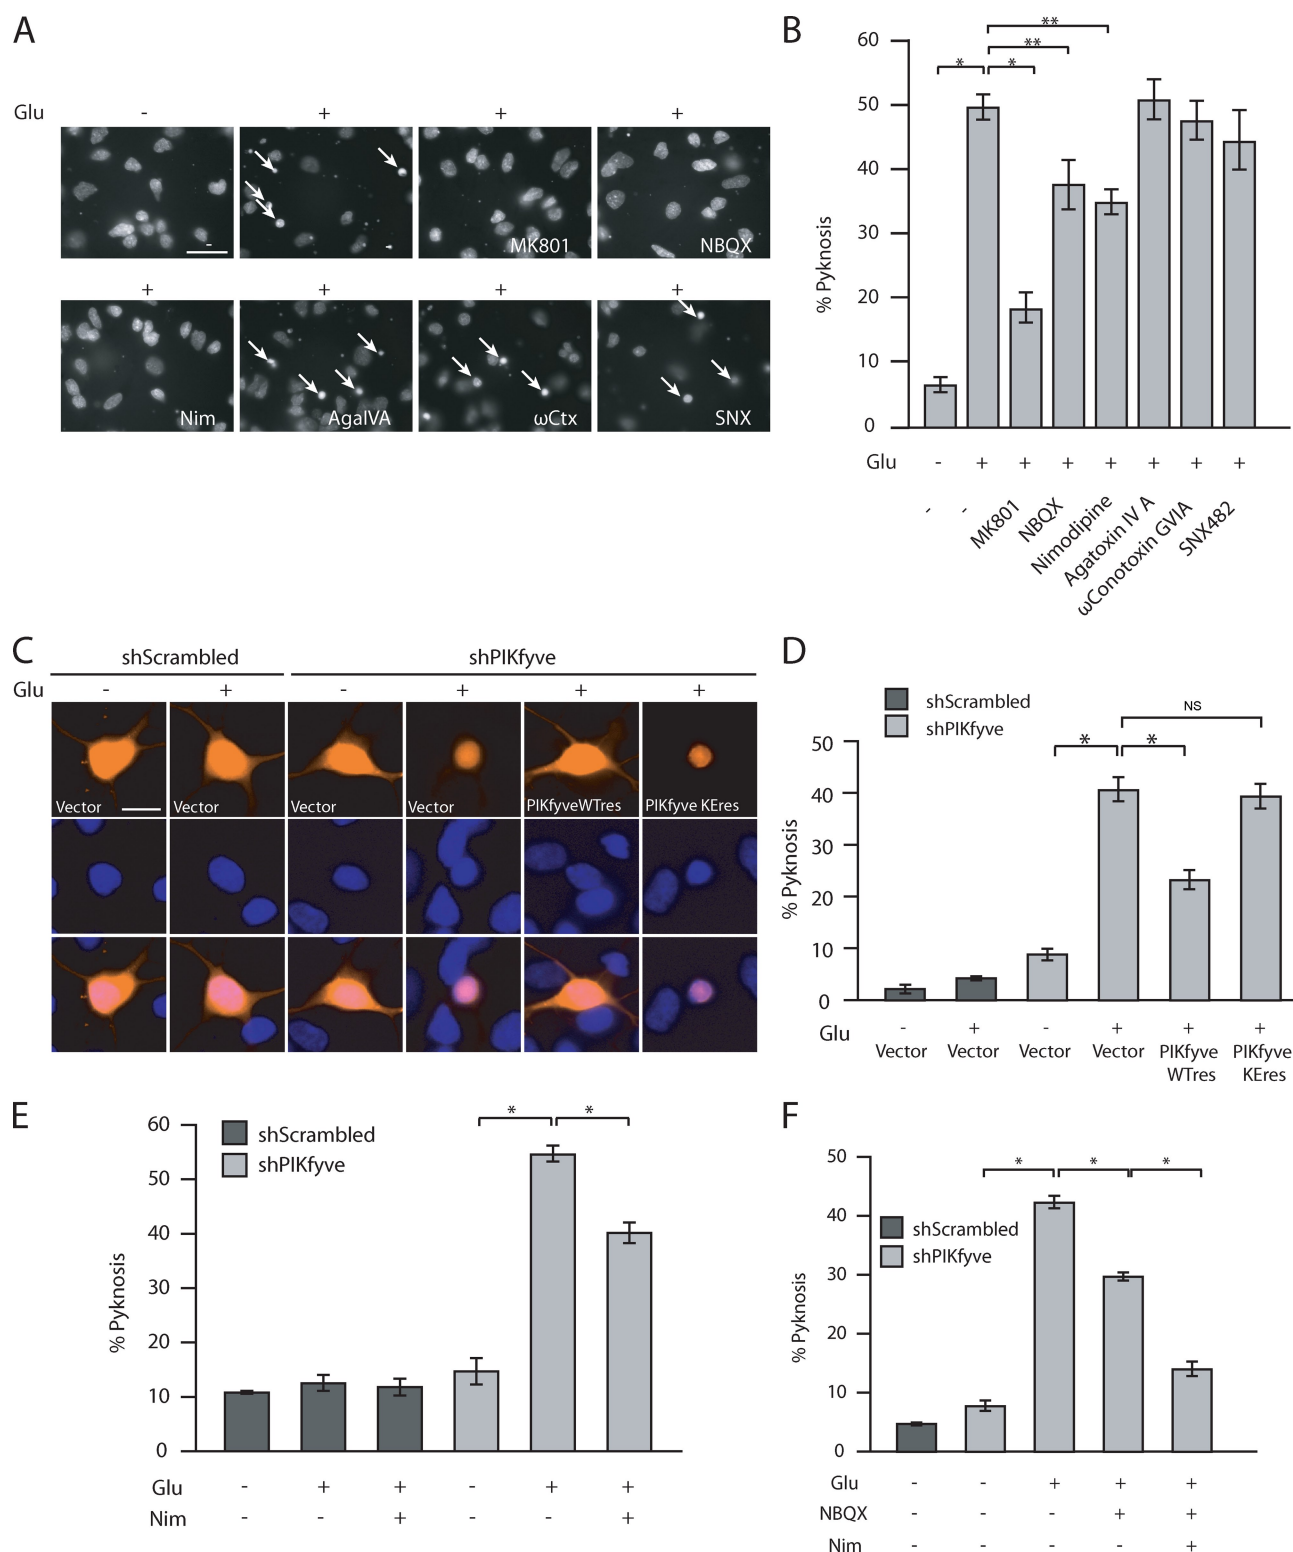 A
Glu - + + +
- MK801 NBQX
+ + + +
Nim AgaIVA ωCtx SNX
B
** 
**
* *
60
50
40
30
20
10
0
% Pyknosis
Glu - + + + + + + +
- - MK801 NBQX Nimodipine Agatoxin IV A ωConotoxin GVIA SNX482
C
shScrambled shPIKfyve
Glu - + - + + +
Vector Vector Vector Vector PIKfyveWTres PIKfyve KEres
D
shScrambled
shPIKfyve
NS
* *
50
40
30
20
10
0
% Pyknosis
Glu - + - + + +
Vector Vector Vector Vector PIKfyve PIKfyve
WTres KEres
E
shScrambled
shPIKfyve
* *
60
50
40
30
20
10
0
% Pyknosis
Glu - + + - + +
Nim - - + - - +
F
* * *
shScrambled
shPIKfyve
50
40
30
20
10
0
% Pyknosis
Glu - - + + +
NBQX - - - + +
Nim - - - - +